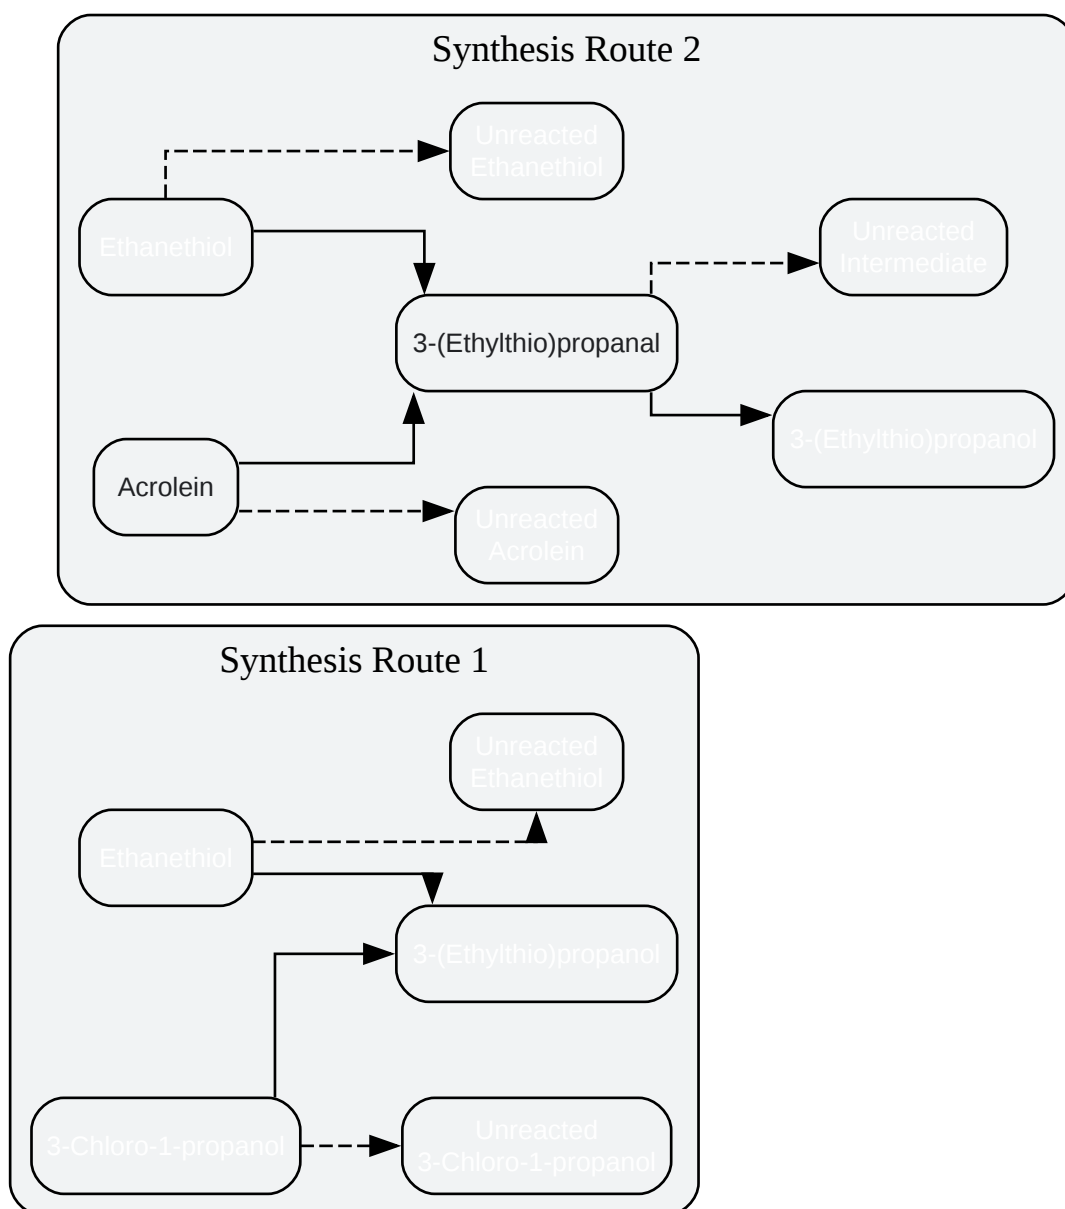 Synthesis Route 2
Unreacted
Ethanethiol
Ethanethiol
Unreacted
Intermediate
3-(Ethylthio)propanal
3-(Ethylthio)propanol
Acrolein
Unreacted
Acrolein
Synthesis Route 1
Unreacted
Ethanethiol
Ethanethiol
3-(Ethylthio)propanol
3-Chloro-1-propanol
Unreacted
3-Chloro-1-propanol